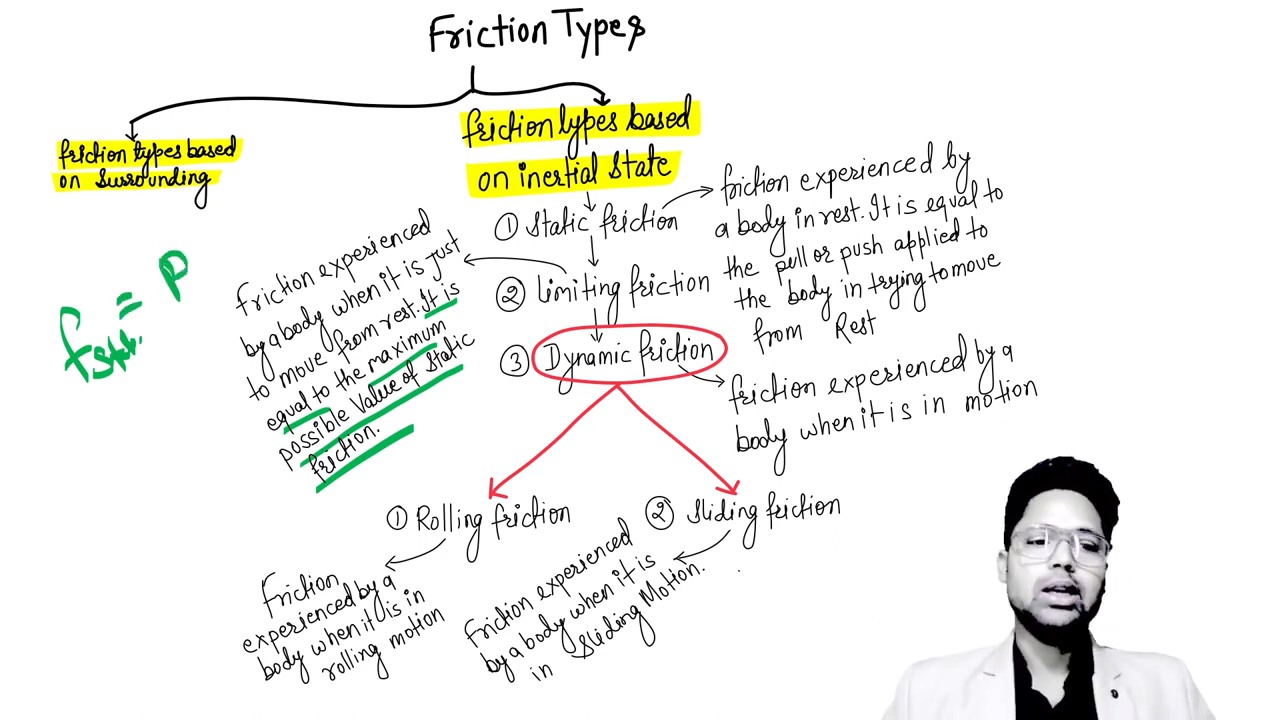 Friction Types
friction types based
on Surrounding
friction types based
on inertial State
① Static friction
friction experienced by
a body in rest. It is equal to
the pull or push applied to
the body in trying to move
from Rest
② limiting friction
friction experienced
by a body when it is just
to move from rest. It is
equal to the maximum
possible Value of Static
friction.
fstat. = P
③ Dynamic friction
friction experienced by a
body when it is in motion
① Rolling friction
Friction
experienced by a
body when it is in
rolling motion
② Sliding friction
Friction experienced
by a body when it is
in Sliding Motion.